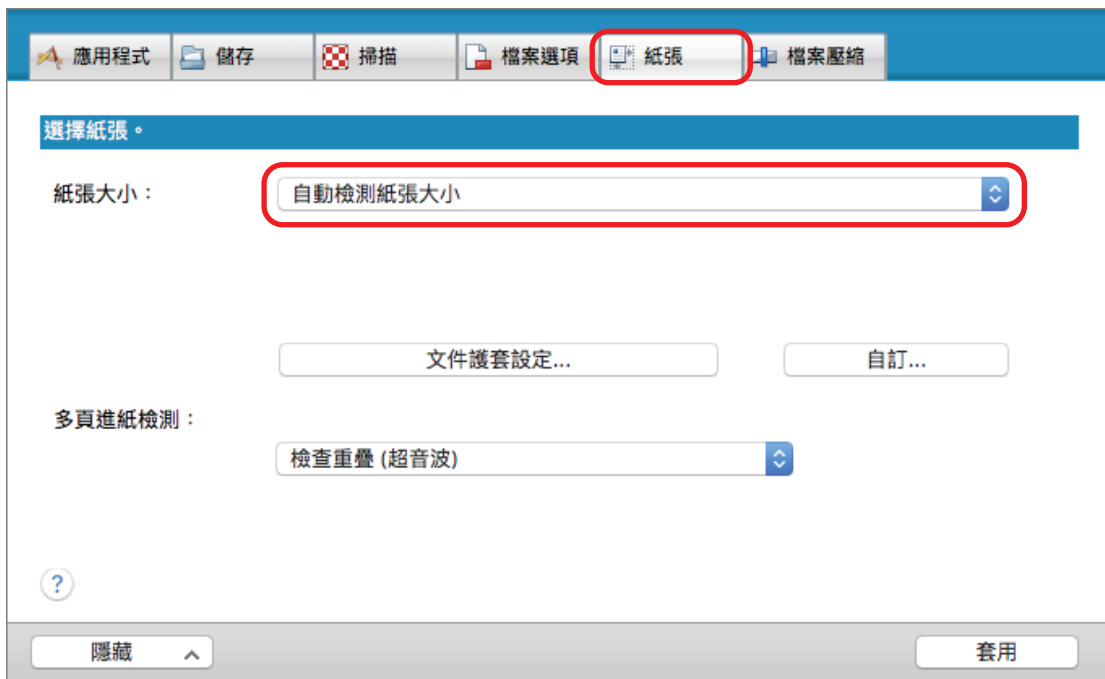 應用程式 儲存 掃描 檔案選項 紙張 檔案壓縮
選擇紙張。
紙張大小： 自動檢測紙張大小
文件護套設定... 自訂...
多頁進紙檢測：
檢查重疊 (超音波)
?
隱藏 套用